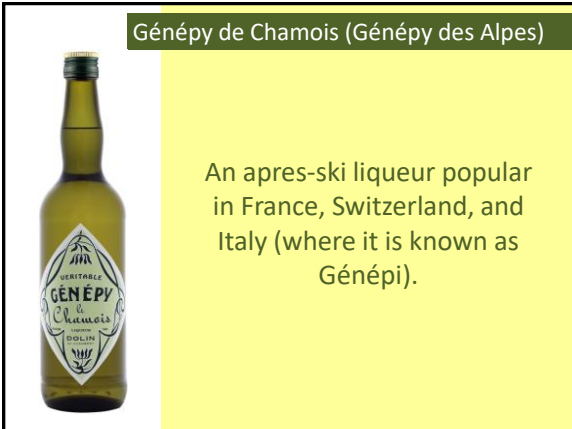 Génépy de Chamois (Génépy des Alpes)
An apres-ski liqueur popular
in France, Switzerland, and
Italy (where it is known as
Génépi).
VERITABLE
GÉNÉPY
le
Chamois
LIQUEUR
DOLIN